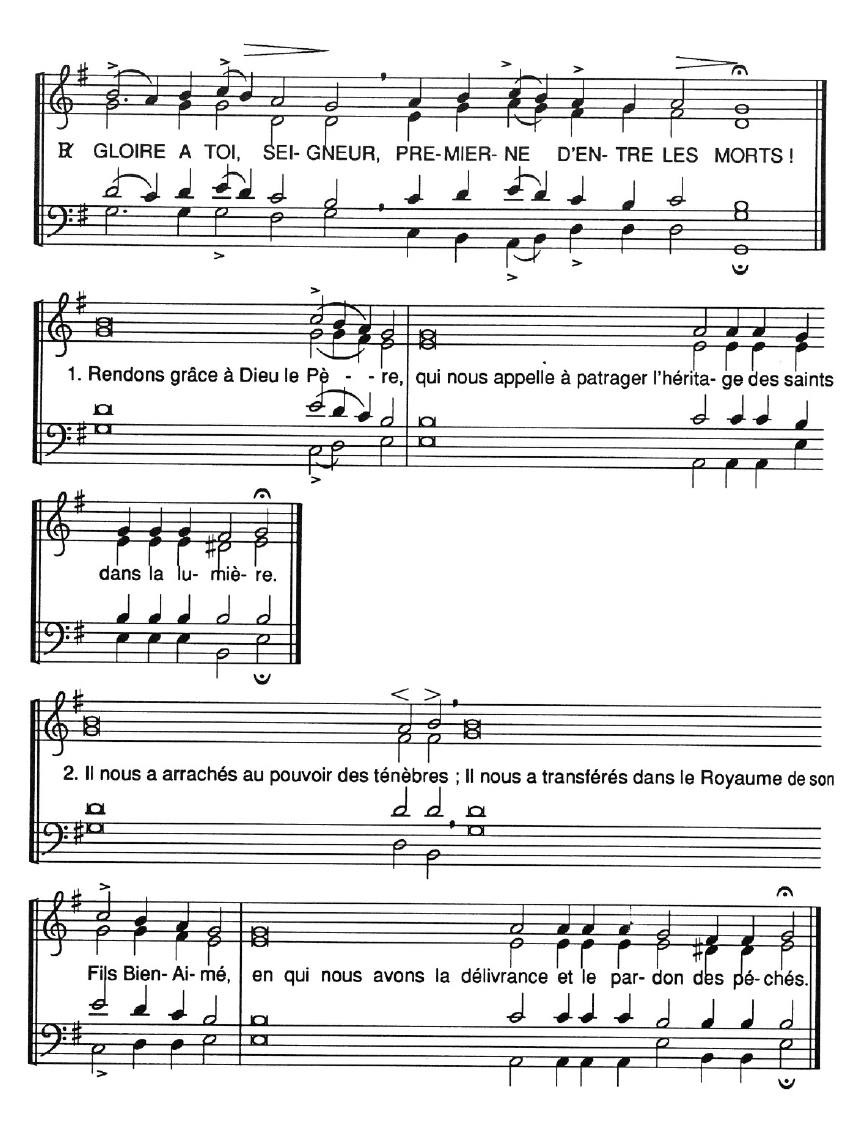 ℟ GLOIRE A TOI, SEI-GNEUR, PRE-MIER- NE D'EN- TRE LES MORTS !
1. Rendons grâce à Dieu le Pè - - re, qui nous appelle à patrager l'hérita- ge des saints
dans la lu- miè- re.
2. Il nous a arrachés au pouvoir des ténèbres ; Il nous a transférés dans le Royaume de son
Fils Bien- Ai- mé, en qui nous avons la délivrance et le par- don des pé-chés.